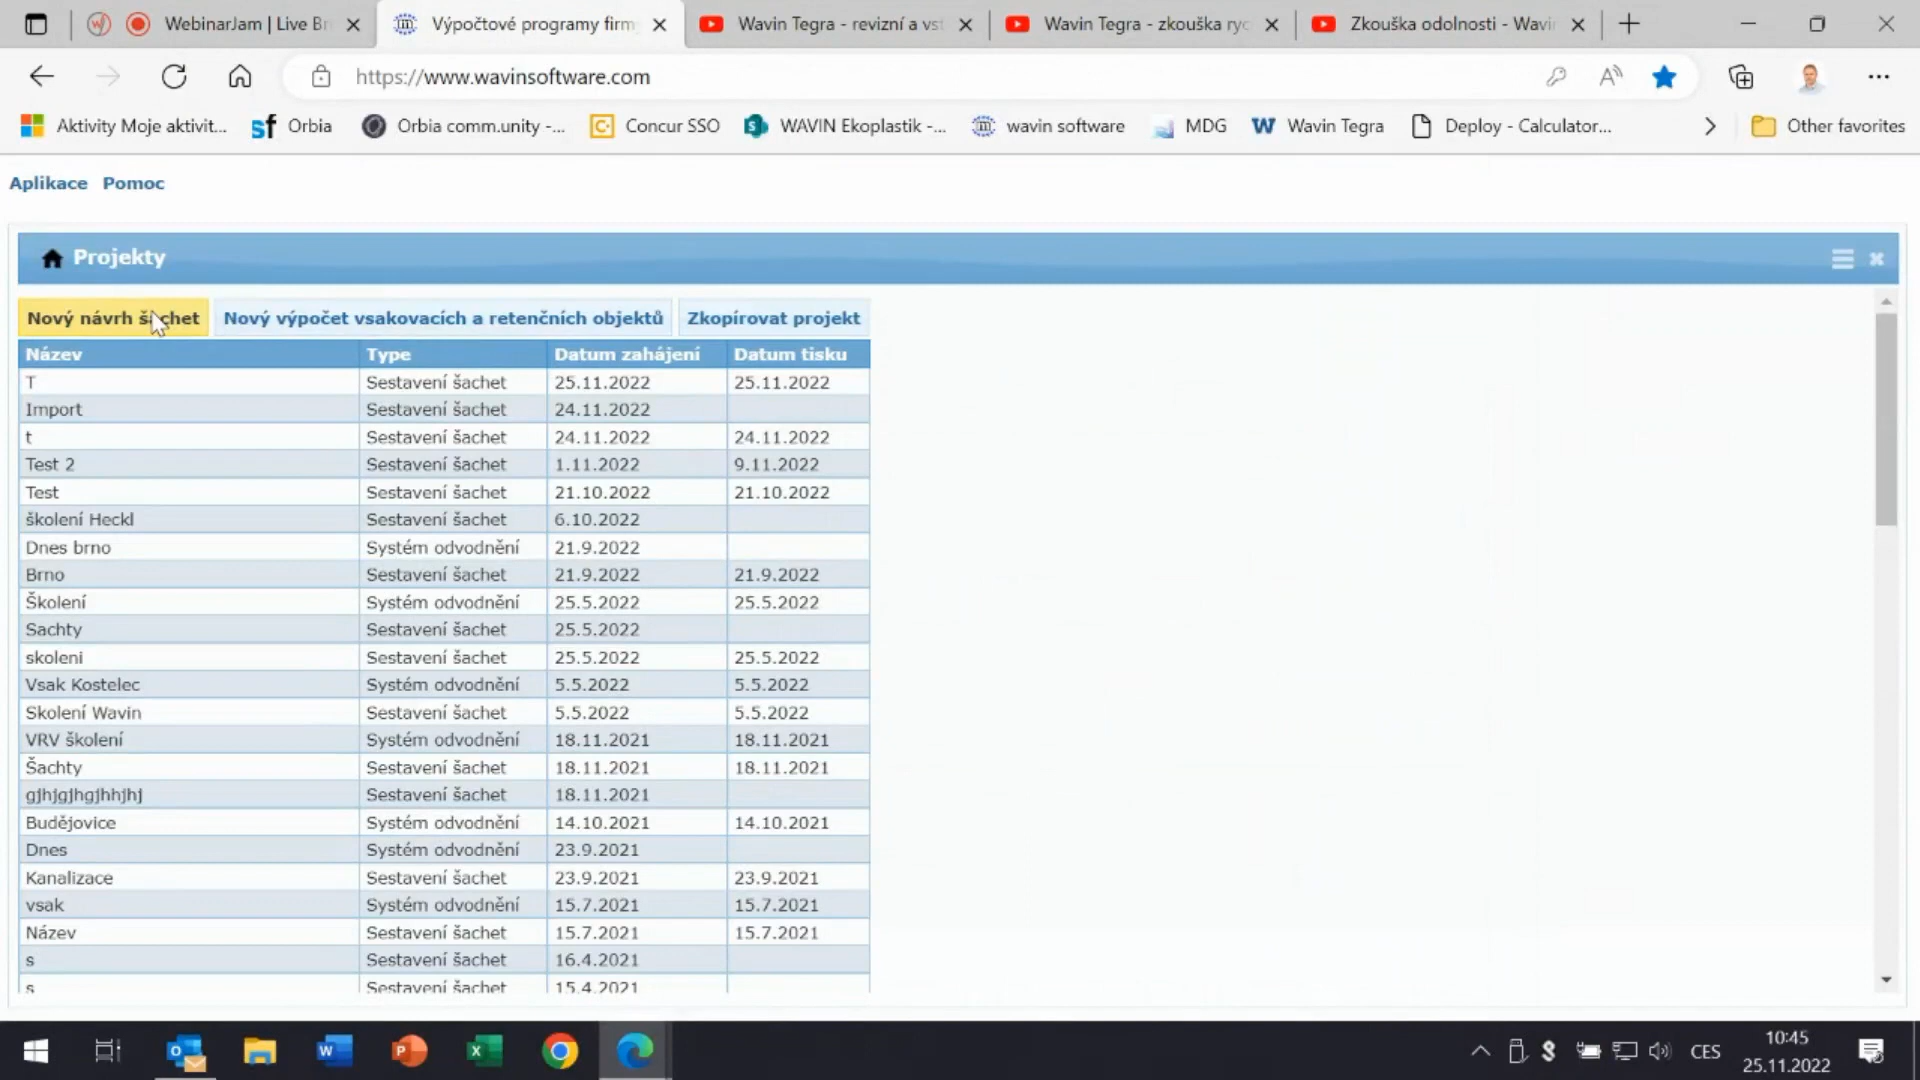 WebinarJam | Live Br
Výpočtové programy firm
Wavin Tegra - revizní a vst
Wavin Tegra - zkouška ryc
Zkouška odolnosti - Wavi
https://www.wavinsoftware.com
Aktivity Moje aktivit...
Orbia
Orbia comm.unity -...
Concur SSO
WAVIN Ekoplastik -...
wavin software
MDG
Wavin Tegra
Deploy - Calculator...
Other favorites
Aplikace Pomoc
Projekty
Nový návrh šachet Nový výpočet vsakovacích a retenčních objektů Zkopírovat projekt
Název Type Datum zahájení Datum tisku
T Sestavení šachet 25.11.2022 25.11.2022
Import Sestavení šachet 24.11.2022
t Sestavení šachet 24.11.2022 24.11.2022
Test 2 Sestavení šachet 1.11.2022 9.11.2022
Test Sestavení šachet 21.10.2022 21.10.2022
školení Heckl Sestavení šachet 6.10.2022
Dnes brno Systém odvodnění 21.9.2022
Brno Sestavení šachet 21.9.2022 21.9.2022
Školení Systém odvodnění 25.5.2022 25.5.2022
Sachty Sestavení šachet 25.5.2022
skoleni Sestavení šachet 25.5.2022 25.5.2022
Vsak Kostelec Systém odvodnění 5.5.2022 5.5.2022
Skolení Wavin Sestavení šachet 5.5.2022 5.5.2022
VRV školení Systém odvodnění 18.11.2021 18.11.2021
Šachty Sestavení šachet 18.11.2021 18.11.2021
gjhjgjhgjhhjhj Sestavení šachet 18.11.2021
Budějovice Systém odvodnění 14.10.2021 14.10.2021
Dnes Systém odvodnění 23.9.2021
Kanalizace Sestavení šachet 23.9.2021 23.9.2021
vsak Systém odvodnění 15.7.2021 15.7.2021
Název Sestavení šachet 15.7.2021 15.7.2021
s Sestavení šachet 16.4.2021
s Sestavení šachet 15.4.2021
CES
10:45
25.11.2022